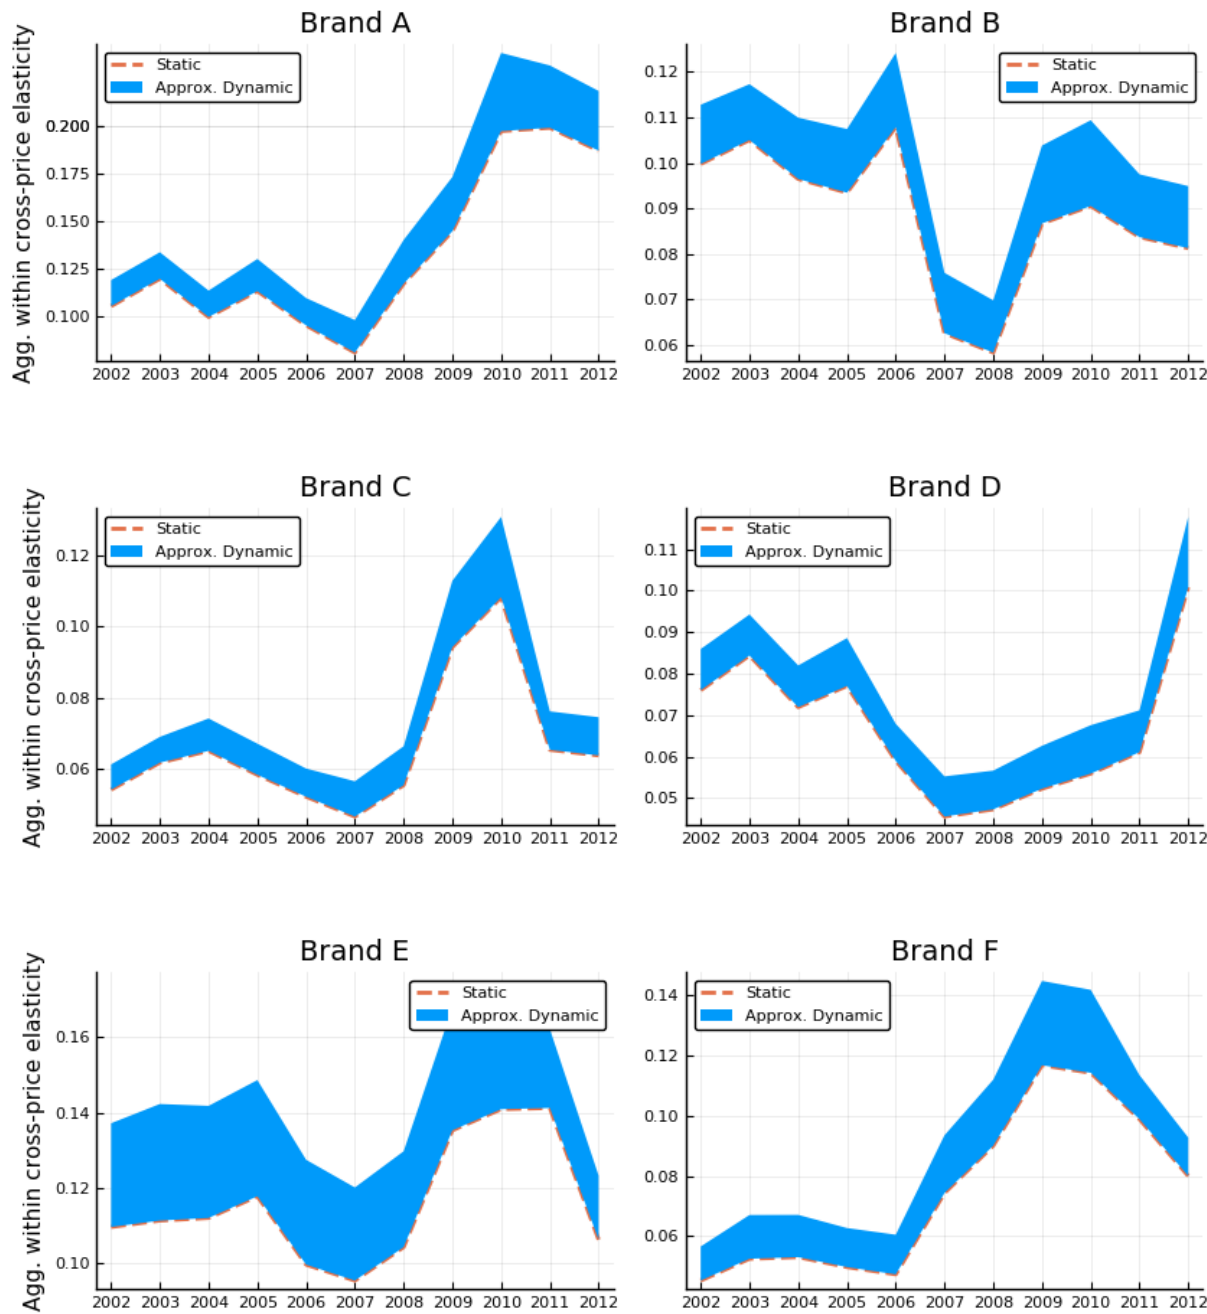 Brand A
Agg. within cross-price elasticity
Static
Approx. Dynamic
0.200
0.175
0.150
0.125
0.100
2002 2003 2004 2005 2006 2007 2008 2009 2010 2011 2012
Brand B
Static
Approx. Dynamic
0.12
0.11
0.10
0.09
0.08
0.07
0.06
2002 2003 2004 2005 2006 2007 2008 2009 2010 2011 2012
Brand C
Agg. within cross-price elasticity
Static
Approx. Dynamic
0.12
0.10
0.08
0.06
2002 2003 2004 2005 2006 2007 2008 2009 2010 2011 2012
Brand D
Static
Approx. Dynamic
0.11
0.10
0.09
0.08
0.07
0.06
0.05
2002 2003 2004 2005 2006 2007 2008 2009 2010 2011 2012
Brand E
Agg. within cross-price elasticity
Static
Approx. Dynamic
0.16
0.14
0.12
0.10
2002 2003 2004 2005 2006 2007 2008 2009 2010 2011 2012
Brand F
Static
Approx. Dynamic
0.14
0.12
0.10
0.08
0.06
2002 2003 2004 2005 2006 2007 2008 2009 2010 2011 2012